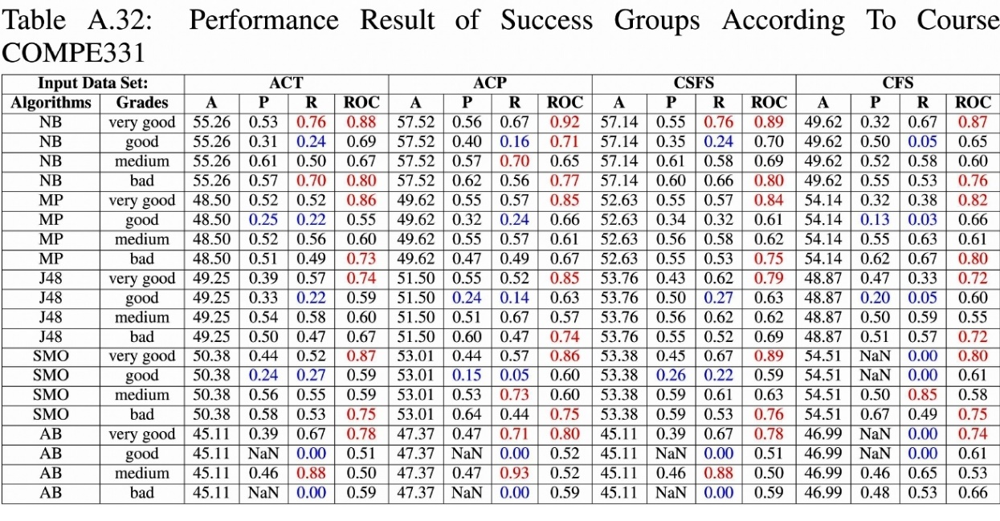 Table A.32: Performance Result of Success Groups According To Course
COMPE331
Input Data Set: ACT ACP CSFS CFS
Algorithms Grades A P R ROC A P R ROC A P R ROC A P R ROC
NB very good 55.26 0.53 0.76 0.88 57.52 0.56 0.67 0.92 57.14 0.55 0.76 0.89 49.62 0.32 0.67 0.87
NB good 55.26 0.31 0.24 0.69 57.52 0.40 0.16 0.71 57.14 0.35 0.24 0.70 49.62 0.50 0.05 0.65
NB medium 55.26 0.61 0.50 0.67 57.52 0.57 0.70 0.65 57.14 0.61 0.58 0.69 49.62 0.52 0.58 0.60
NB bad 55.26 0.57 0.70 0.80 57.52 0.62 0.56 0.77 57.14 0.60 0.66 0.80 49.62 0.55 0.53 0.76
MP very good 48.50 0.52 0.52 0.86 49.62 0.55 0.57 0.85 52.63 0.55 0.57 0.84 54.14 0.32 0.38 0.82
MP good 48.50 0.25 0.22 0.55 49.62 0.32 0.24 0.66 52.63 0.34 0.32 0.61 54.14 0.13 0.03 0.66
MP medium 48.50 0.52 0.56 0.60 49.62 0.55 0.57 0.61 52.63 0.56 0.58 0.62 54.14 0.55 0.63 0.61
MP bad 48.50 0.51 0.49 0.73 49.62 0.47 0.49 0.67 52.63 0.55 0.53 0.75 54.14 0.62 0.67 0.80
J48 very good 49.25 0.39 0.57 0.74 51.50 0.55 0.52 0.85 53.76 0.43 0.62 0.79 48.87 0.47 0.33 0.72
J48 good 49.25 0.33 0.22 0.59 51.50 0.24 0.14 0.63 53.76 0.50 0.27 0.63 48.87 0.20 0.05 0.60
J48 medium 49.25 0.54 0.58 0.60 51.50 0.51 0.67 0.57 53.76 0.56 0.62 0.62 48.87 0.50 0.59 0.55
J48 bad 49.25 0.50 0.47 0.67 51.50 0.60 0.47 0.74 53.76 0.55 0.52 0.69 48.87 0.51 0.57 0.72
SMO very good 50.38 0.44 0.52 0.87 53.01 0.44 0.57 0.86 53.38 0.45 0.67 0.89 54.51 NaN 0.00 0.80
SMO good 50.38 0.24 0.27 0.59 53.01 0.15 0.05 0.60 53.38 0.26 0.22 0.59 54.51 NaN 0.00 0.61
SMO medium 50.38 0.56 0.55 0.59 53.01 0.53 0.73 0.60 53.38 0.59 0.61 0.63 54.51 0.50 0.85 0.58
SMO bad 50.38 0.58 0.53 0.75 53.01 0.64 0.44 0.75 53.38 0.59 0.53 0.76 54.51 0.67 0.49 0.75
AB very good 45.11 0.39 0.67 0.78 47.37 0.47 0.71 0.80 45.11 0.39 0.67 0.78 46.99 NaN 0.00 0.74
AB good 45.11 NaN 0.00 0.51 47.37 NaN 0.00 0.52 45.11 NaN 0.00 0.51 46.99 NaN 0.00 0.61
AB medium 45.11 0.46 0.88 0.50 47.37 0.47 0.93 0.52 45.11 0.46 0.88 0.50 46.99 0.46 0.65 0.53
AB bad 45.11 NaN 0.00 0.59 47.37 NaN 0.00 0.59 45.11 NaN 0.00 0.59 46.99 0.48 0.53 0.66